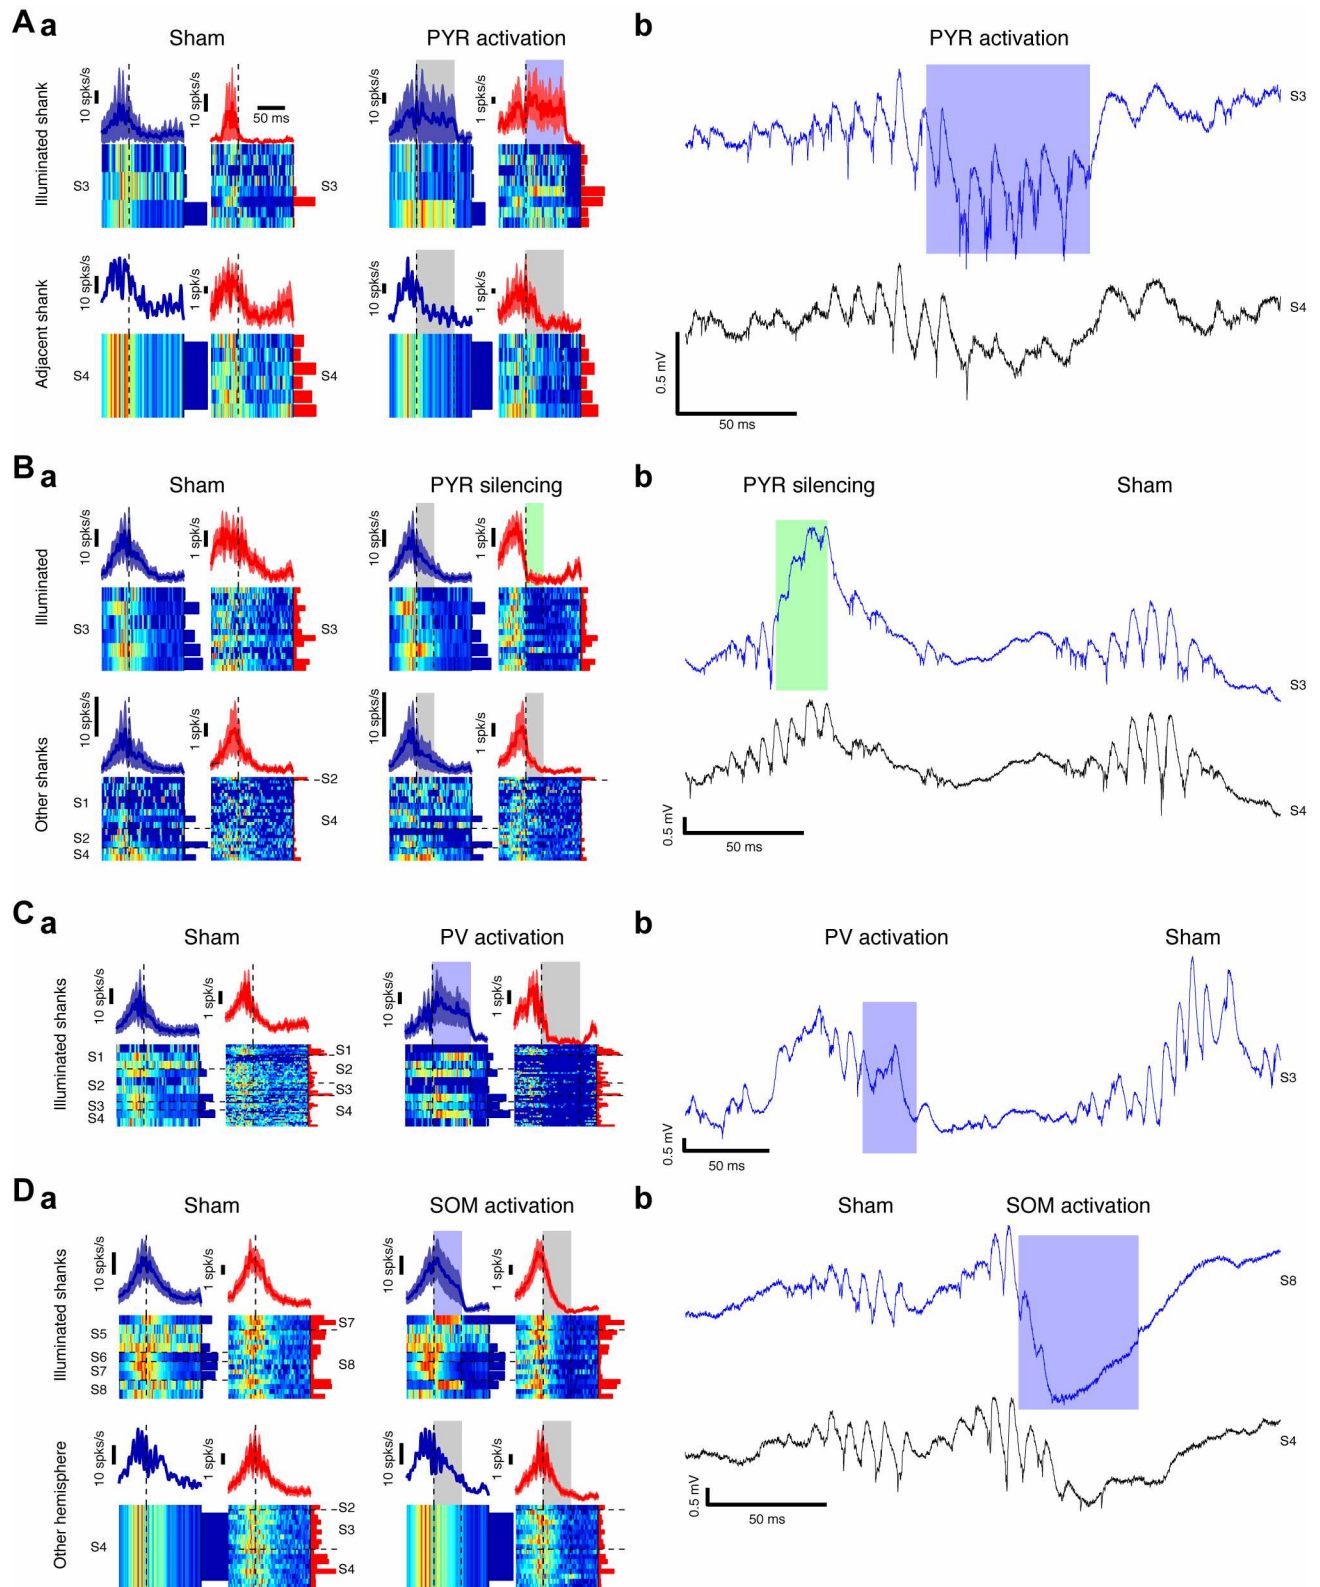 A a
Sham
PYR activation
Illuminated shank
10 spks/s
10 spks/s
50 ms
10 spks/s
1 spk/s
S3
S3
Adjacent shank
10 spks/s
1 spk/s
10 spks/s
1 spk/s
S4
S4
b
PYR activation
S3
S4
0.5 mV
50 ms
B a
Sham
PYR silencing
Illuminated
10 spks/s
1 spk/s
10 spks/s
1 spk/s
S3
S3
Other shanks
10 spks/s
1 spk/s
10 spks/s
1 spk/s
S1
S2
S4
S2
S4
b
PYR silencing
Sham
S3
S4
0.5 mV
50 ms
C a
Sham
PV activation
Illuminated shanks
10 spks/s
1 spk/s
10 spks/s
1 spk/s
S1
S2
S3
S4
S1
S2
S3
S4
b
PV activation
Sham
S3
0.5 mV
50 ms
D a
Sham
SOM activation
Illuminated shanks
10 spks/s
1 spk/s
10 spks/s
1 spk/s
S5
S6
S7
S8
S7
S8
Other hemisphere
10 spks/s
1 spk/s
10 spks/s
1 spk/s
S4
S2
S3
S4
b
Sham
SOM activation
S8
S4
0.5 mV
50 ms